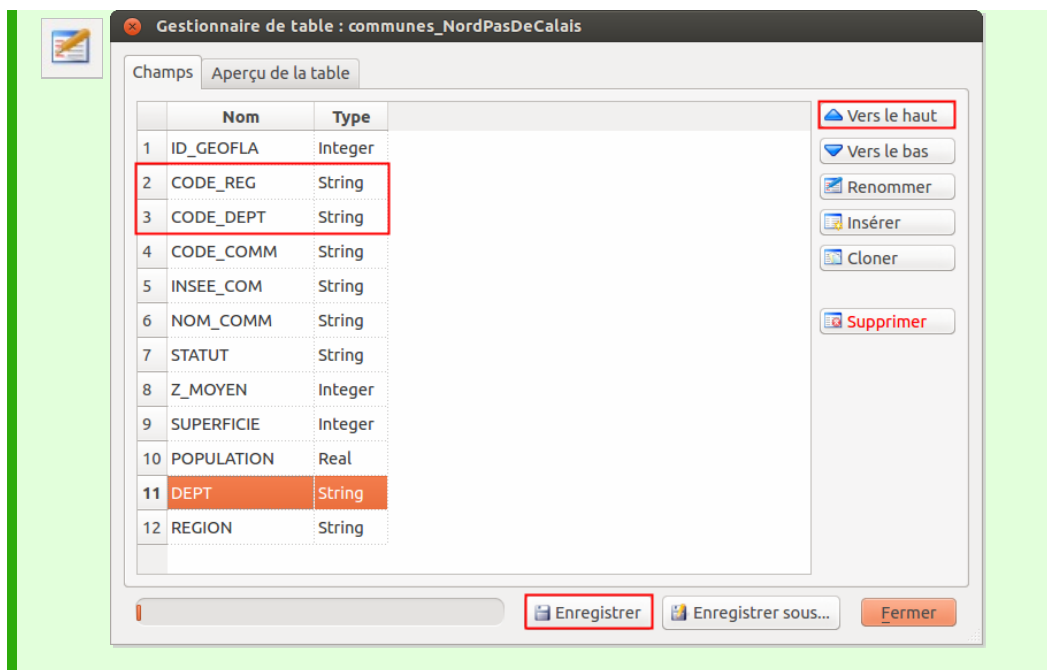 Gestionnaire de table : communes_NordPasDeCalais
Champs Aperçu de la table
Nom Type
1 ID_GEOFLA Integer
2 CODE_REG String
3 CODE_DEPT String
4 CODE_COMM String
5 INSEE_COM String
6 NOM_COMM String
7 STATUT String
8 Z_MOYEN Integer
9 SUPERFICIE Integer
10 POPULATION Real
11 DEPT String
12 REGION String
Vers le haut
Vers le bas
Renommer
Insérer
Cloner
Supprimer
Enregistrer Enregistrer sous... Fermer